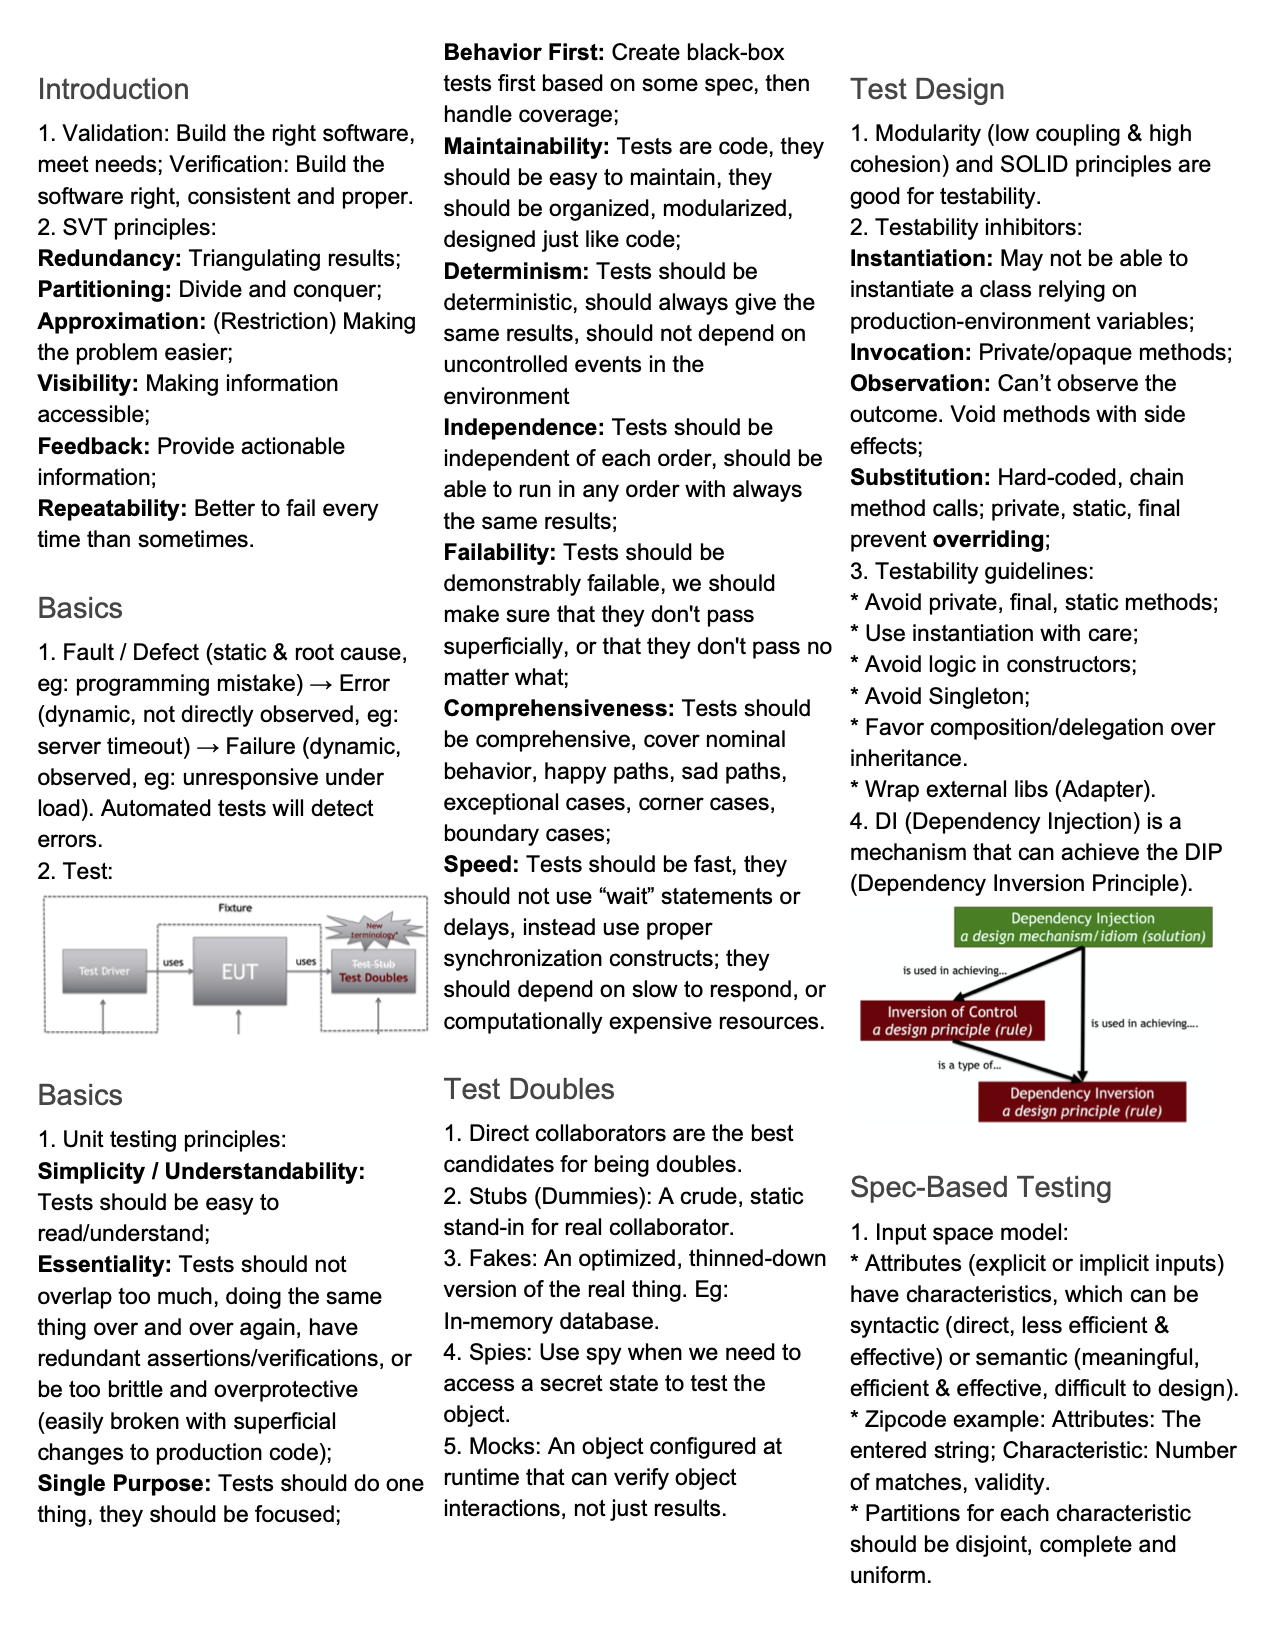 Introduction
1. Validation: Build the right software,
meet needs; Verification: Build the
software right, consistent and proper.
2. SVT principles:
Redundancy: Triangulating results;
Partitioning: Divide and conquer;
Approximation: (Restriction) Making
the problem easier;
Visibility: Making information
accessible;
Feedback: Provide actionable
information;
Repeatability: Better to fail every
time than sometimes.
Basics
1. Fault / Defect (static & root cause,
eg: programming mistake) → Error
(dynamic, not directly observed, eg:
server timeout) → Failure (dynamic,
observed, eg: unresponsive under
load). Automated tests will detect
errors.
2. Test:
Fixture
New
terminology*
Test Driver
uses
EUT
uses
Test Stub
Test Doubles
Basics
1. Unit testing principles:
Simplicity / Understandability:
Tests should be easy to
read/understand;
Essentiality: Tests should not
overlap too much, doing the same
thing over and over again, have
redundant assertions/verifications, or
be too brittle and overprotective
(easily broken with superficial
changes to production code);
Single Purpose: Tests should do one
thing, they should be focused;
Behavior First: Create black-box
tests first based on some spec, then
handle coverage;
Maintainability: Tests are code, they
should be easy to maintain, they
should be organized, modularized,
designed just like code;
Determinism: Tests should be
deterministic, should always give the
same results, should not depend on
uncontrolled events in the
environment
Independence: Tests should be
independent of each order, should be
able to run in any order with always
the same results;
Failability: Tests should be
demonstrably failable, we should
make sure that they don't pass
superficially, or that they don't pass no
matter what;
Comprehensiveness: Tests should
be comprehensive, cover nominal
behavior, happy paths, sad paths,
exceptional cases, corner cases,
boundary cases;
Speed: Tests should be fast, they
should not use “wait” statements or
delays, instead use proper
synchronization constructs; they
should depend on slow to respond, or
computationally expensive resources.
Test Doubles
1. Direct collaborators are the best
candidates for being doubles.
2. Stubs (Dummies): A crude, static
stand-in for real collaborator.
3. Fakes: An optimized, thinned-down
version of the real thing. Eg:
In-memory database.
4. Spies: Use spy when we need to
access a secret state to test the
object.
5. Mocks: An object configured at
runtime that can verify object
interactions, not just results.
Test Design
1. Modularity (low coupling & high
cohesion) and SOLID principles are
good for testability.
2. Testability inhibitors:
Instantiation: May not be able to
instantiate a class relying on
production-environment variables;
Invocation: Private/opaque methods;
Observation: Can’t observe the
outcome. Void methods with side
effects;
Substitution: Hard-coded, chain
method calls; private, static, final
prevent overriding;
3. Testability guidelines:
* Avoid private, final, static methods;
* Use instantiation with care;
* Avoid logic in constructors;
* Avoid Singleton;
* Favor composition/delegation over
inheritance.
* Wrap external libs (Adapter).
4. DI (Dependency Injection) is a
mechanism that can achieve the DIP
(Dependency Inversion Principle).
Dependency Injection
a design mechanism/idiom (solution)
is used in achieving...
Inversion of Control
a design principle (rule)
is used in achieving....
is a type of...
Dependency Inversion
a design principle (rule)
Spec-Based Testing
1. Input space model:
* Attributes (explicit or implicit inputs)
have characteristics, which can be
syntactic (direct, less efficient &
effective) or semantic (meaningful,
efficient & effective, difficult to design).
* Zipcode example: Attributes: The
entered string; Characteristic: Number
of matches, validity.
* Partitions for each characteristic
should be disjoint, complete and
uniform.